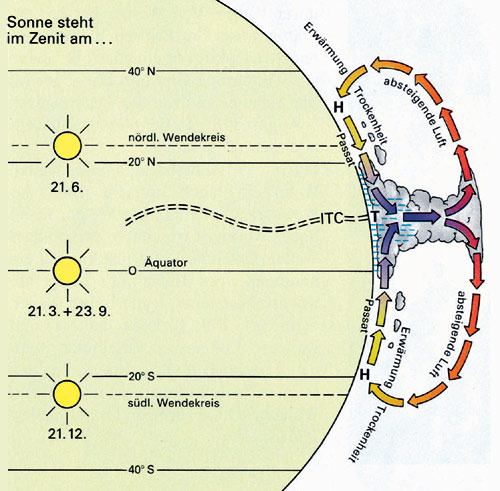 Sonne steht
im Zenit am...
40° N
nördl. Wendekreis
20° N
21.6.
ITC
Äquator
0
21.3. + 23.9.
20° S
südl. Wendekreis
21.12.
40° S
Erwärmung
Trockenheit
absteigende Luft
H
Passat
T
Passat
Erwärmung
absteigende Luft
H
Trockenheit